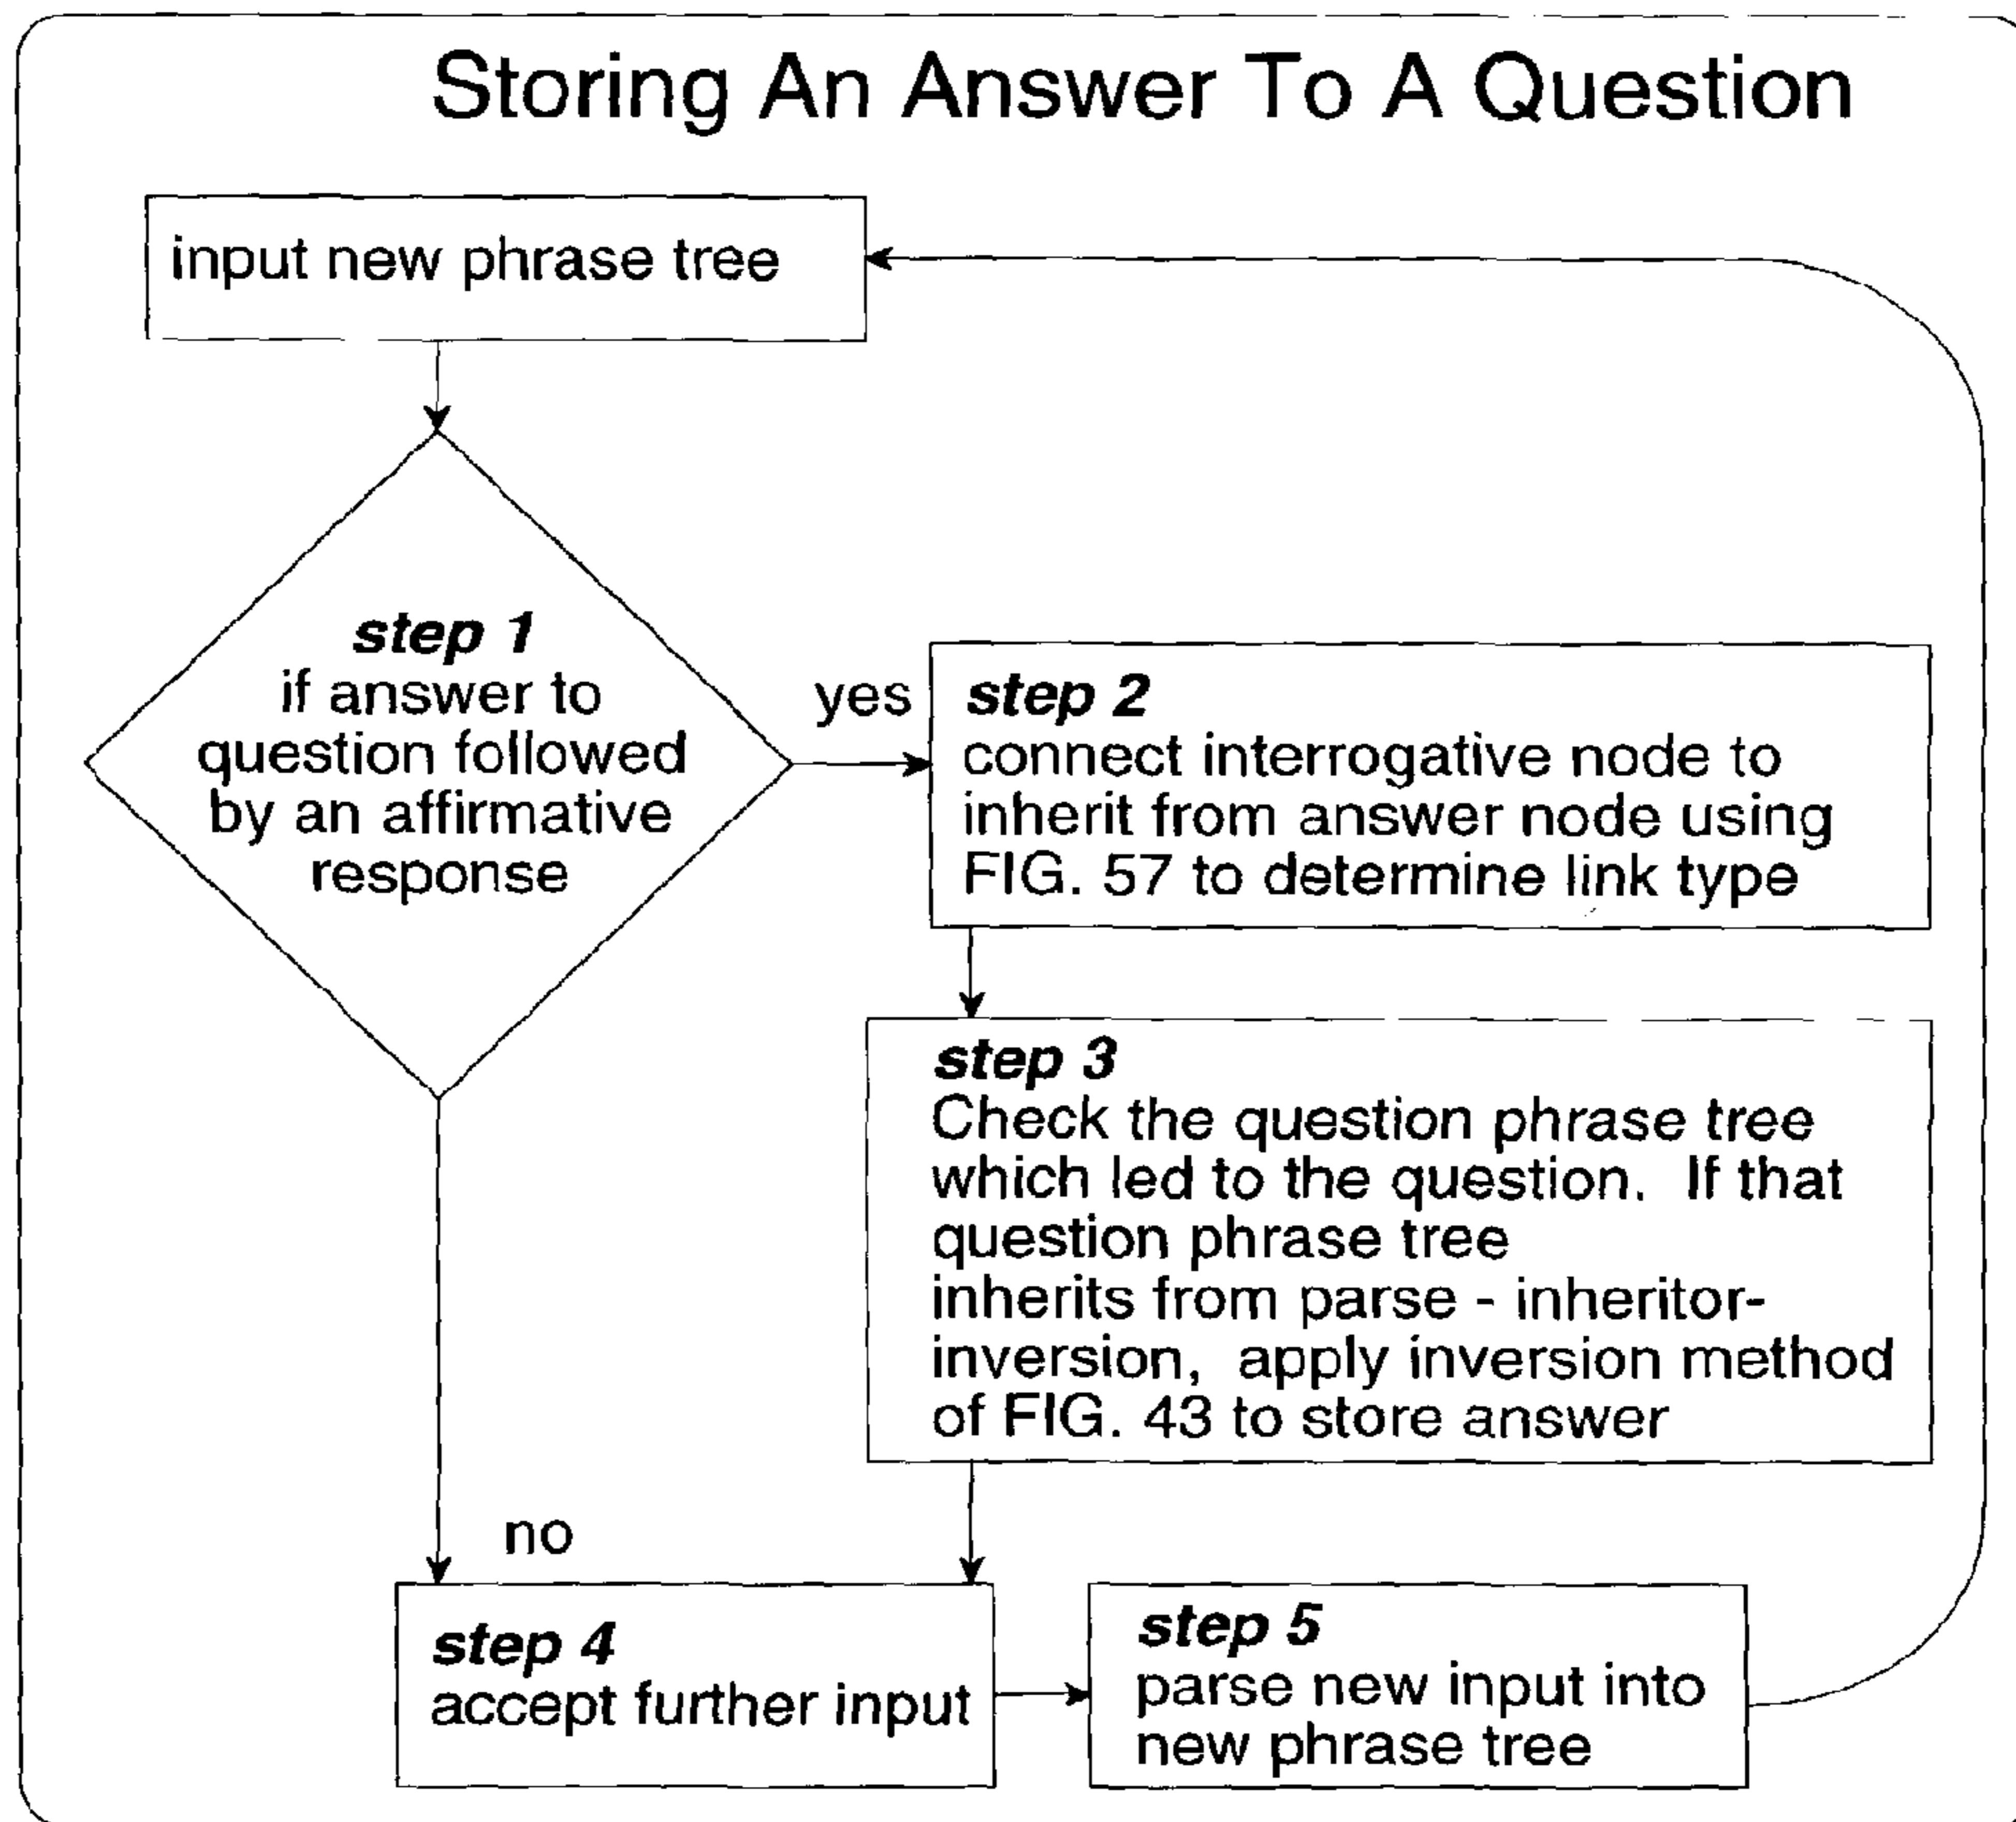 Storing An Answer To A Question
input new phrase tree
step 1
if answer to
question followed
by an affirmative
response
yes
step 2
connect interrogative node to
inherit from answer node using
FIG. 57 to determine link type
step 3
Check the question phrase tree
which led to the question.  If that
question phrase tree
inherits from parse - inheritor-
inversion,  apply inversion method
of FIG. 43 to store answer
no
step 4
accept further input
step 5
parse new input into
new phrase tree